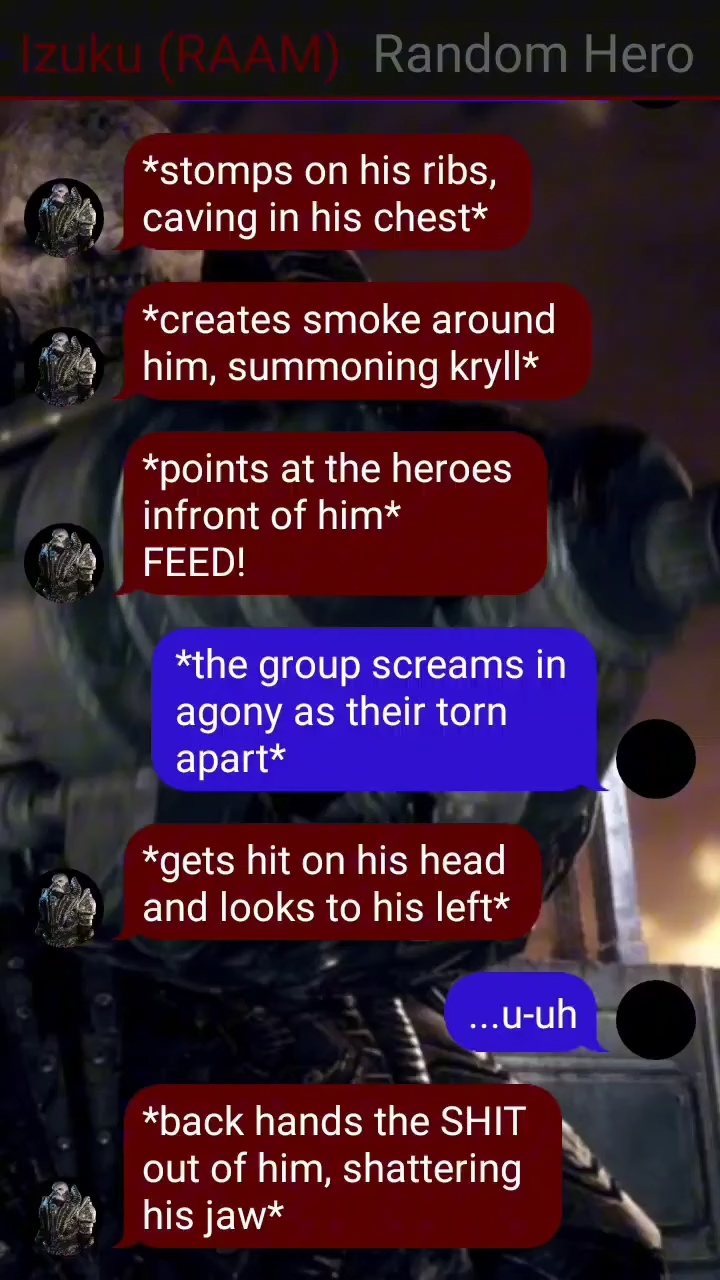 Izuku (RAAM) Random Hero
*stomps on his ribs,
caving in his chest*
*creates smoke around
him, summoning kryll*
*points at the heroes
infront of him*
FEED!
*the group screams in
agony as their torn
apart*
*gets hit on his head
and looks to his left*
...u-uh
*back hands the SHIT
out of him, shattering
his jaw*